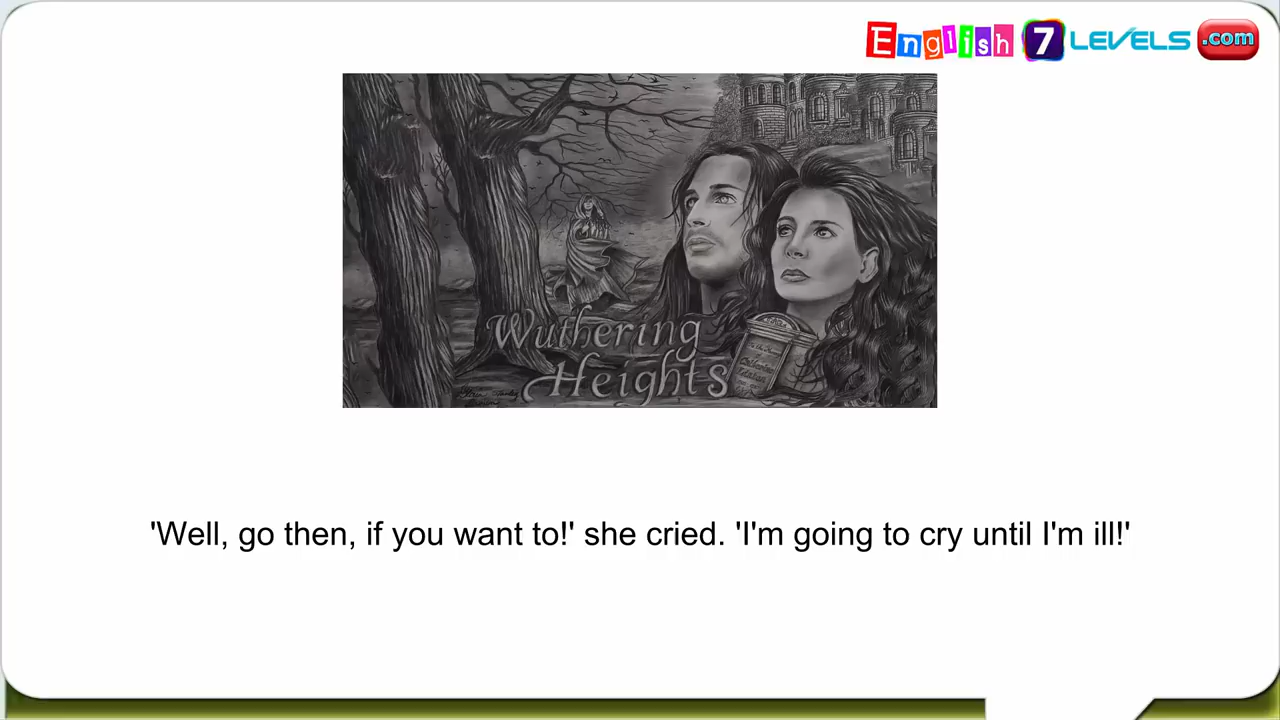 English 7 LEVELS .com
Wuthering
Heights
'Well, go then, if you want to!' she cried. 'I'm going to cry until I'm ill!'